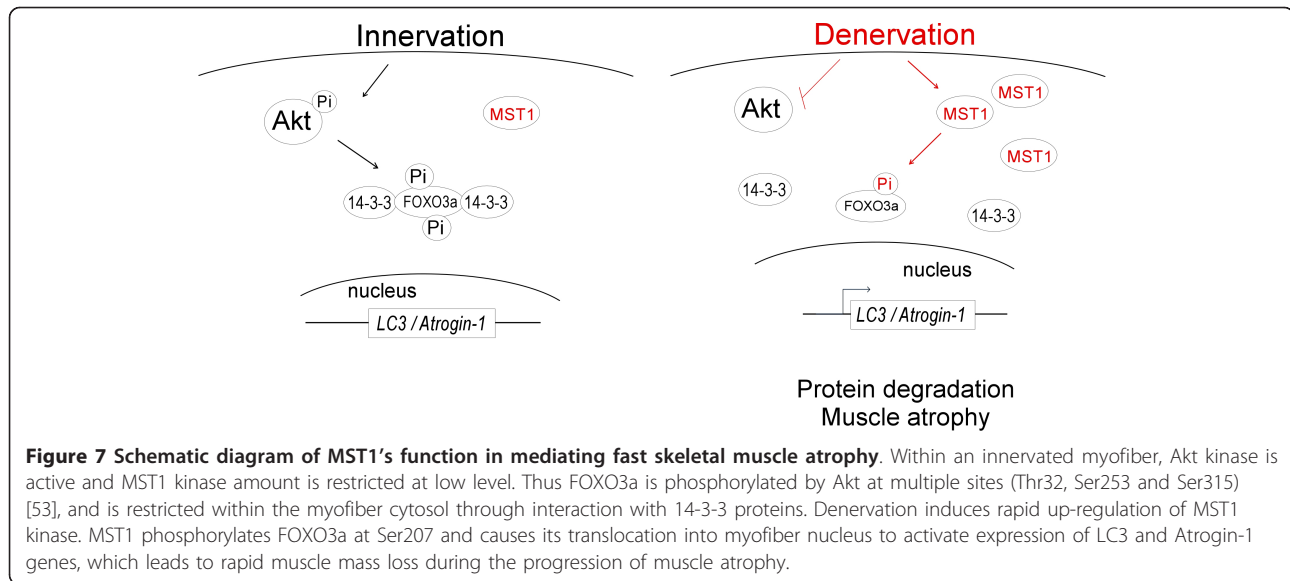 Innervation
Akt
Pi
MST1
Pi
14-3-3
FOXO3a
14-3-3
Pi
nucleus
LC3 / Atrogin-1
Denervation
Akt
MST1
MST1
MST1
14-3-3
Pi
FOXO3a
14-3-3
nucleus
LC3 / Atrogin-1
Protein degradation
Muscle atrophy
Figure 7 Schematic diagram of MST1's function in mediating fast skeletal muscle atrophy. Within an innervated myofiber, Akt kinase is
active and MST1 kinase amount is restricted at low level. Thus FOXO3a is phosphorylated by Akt at multiple sites (Thr32, Ser253 and Ser315)
[53], and is restricted within the myofiber cytosol through interaction with 14-3-3 proteins. Denervation induces rapid up-regulation of MST1
kinase. MST1 phosphorylates FOXO3a at Ser207 and causes its translocation into myofiber nucleus to activate expression of LC3 and Atrogin-1
genes, which leads to rapid muscle mass loss during the progression of muscle atrophy.